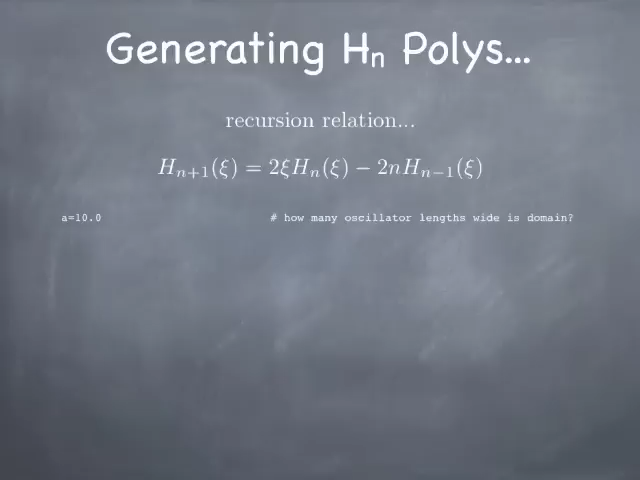 Generating Hₙ Polys...
recursion relation...
Hₙ₊₁(ξ) = 2ξHₙ(ξ) − 2nHₙ₋₁(ξ)
a=10.0 # how many oscillator lengths wide is domain?